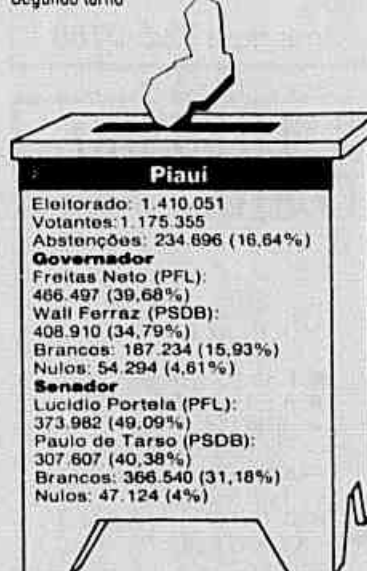 Segundo turno
Piauí
Eleitorado: 1.410.051
Votantes:1.175.355
Abstenções: 234.696 (16,64%)
Governador
Freitas Neto (PFL):
466.497 (39,68%)
Wall Ferraz (PSDB):
408.910 (34,79%)
Brancos: 187.234 (15,93%)
Nulos: 54.294 (4,61%)
Senador
Lucídio Portela (PFL):
373.982 (49,09%)
Paulo de Tarso (PSDB):
307.607 (40,38%)
Brancos: 366.540 (31,18%)
Nulos: 47.124 (4%)